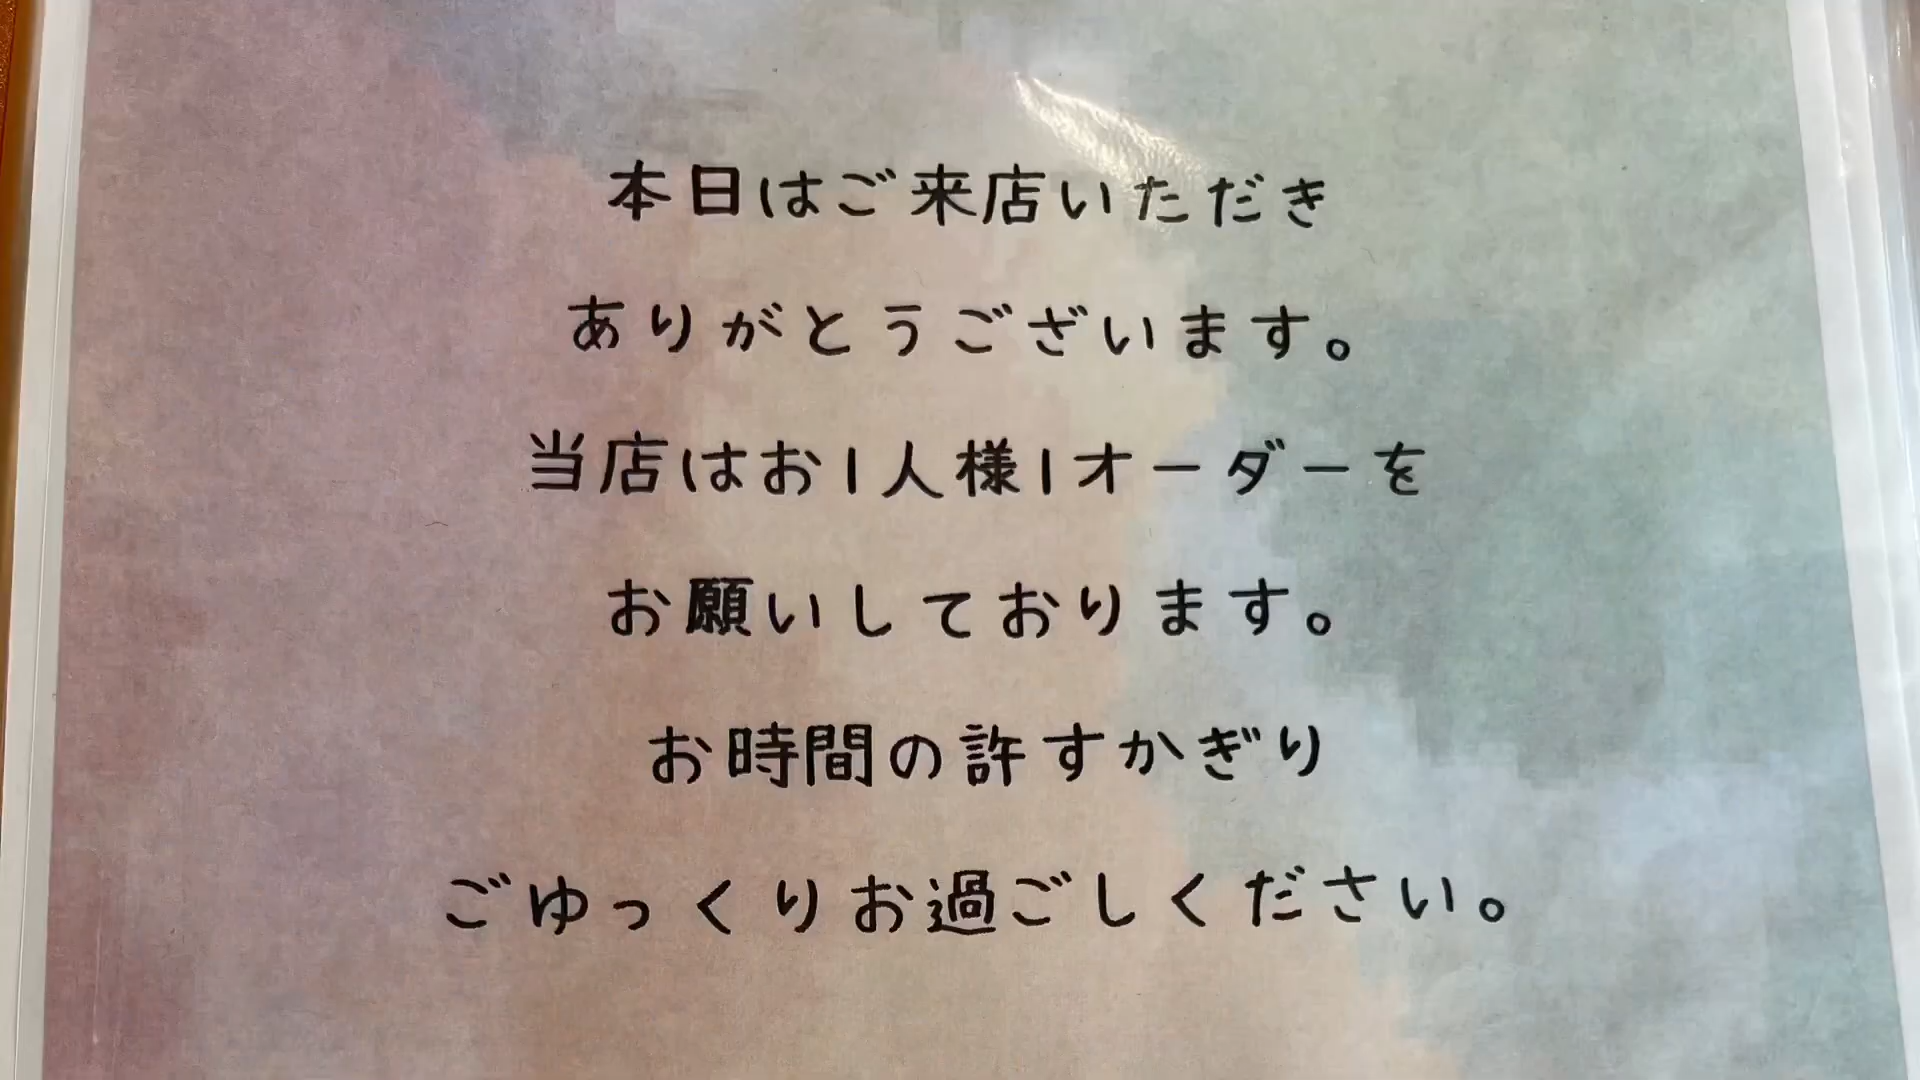 本日はご来店いただき
ありがとうございます。
当店はお1人様1オーダーを
お願いしております。
お時間の許すかぎり
ごゆっくりお過ごしください。